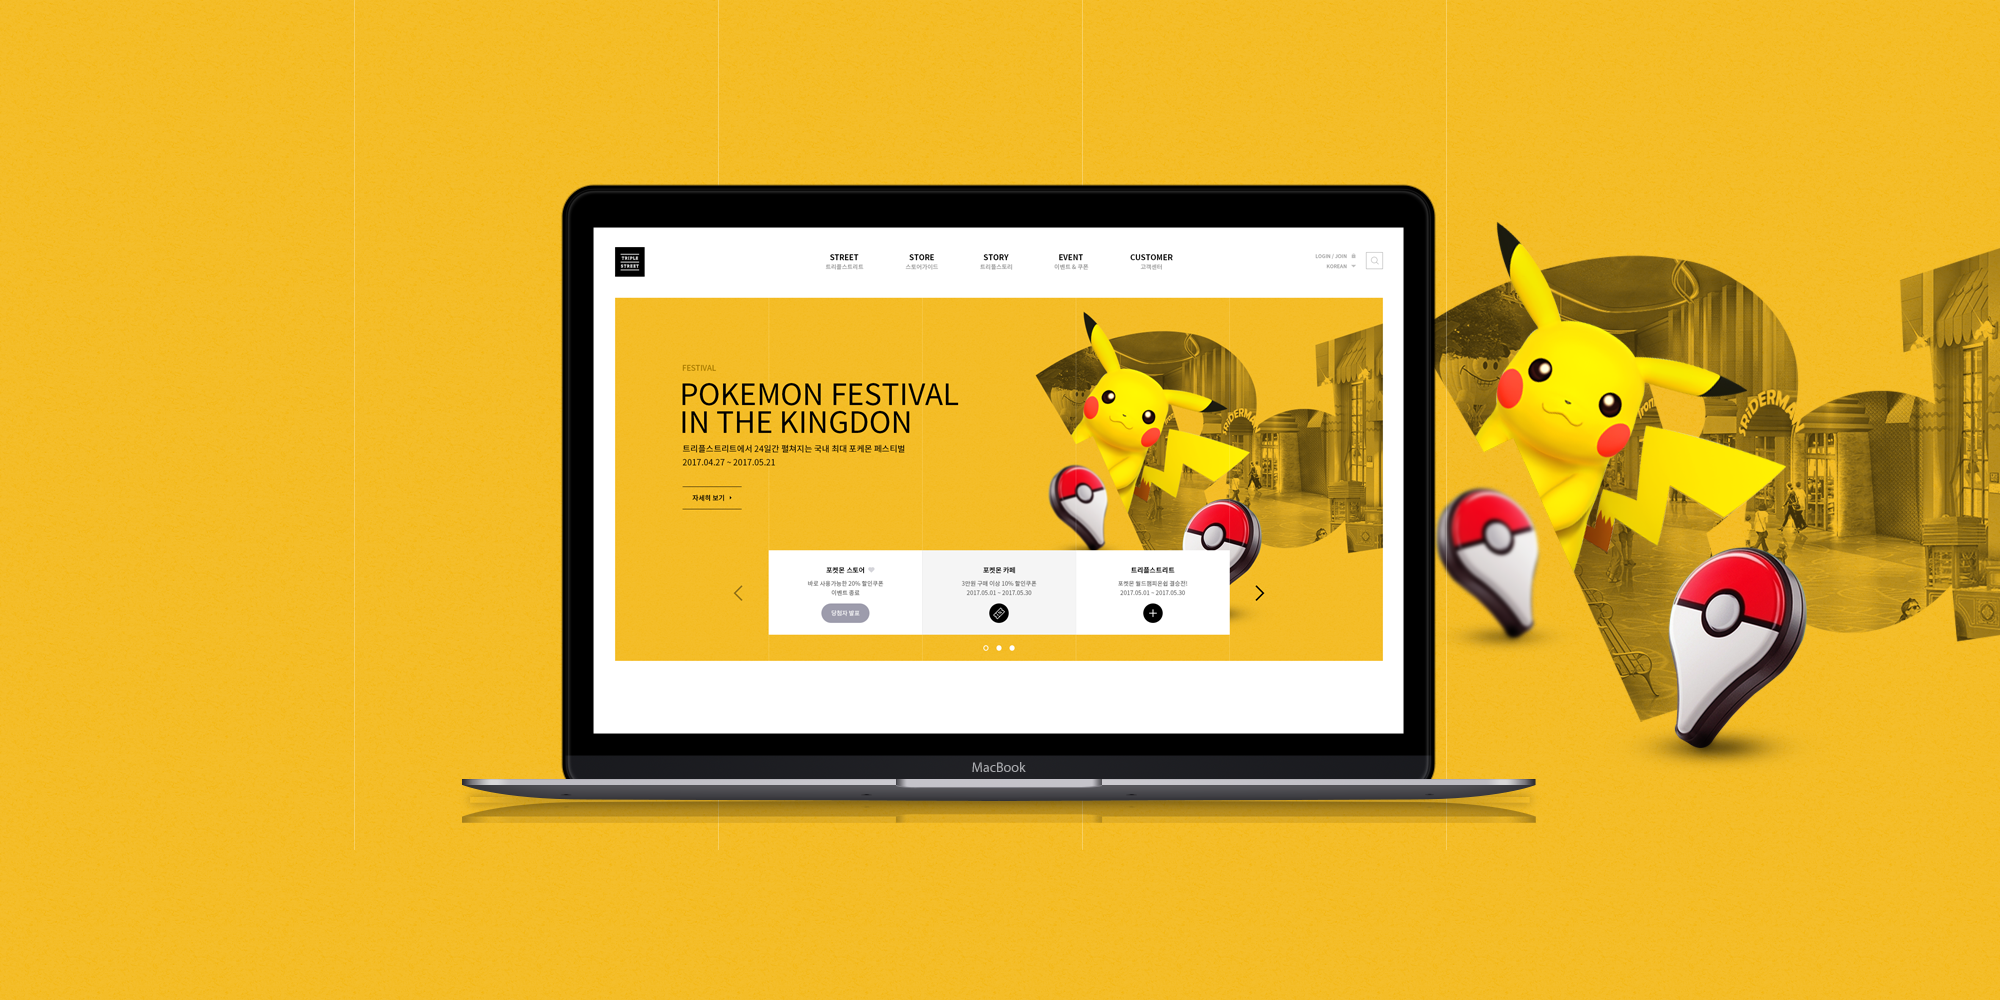 TRIPLE
STREET
STREET
트리플스트리트
STORE
스토어가이드
STORY
트리플스토리
EVENT
이벤트 & 쿠폰
CUSTOMER
고객센터
LOGIN / JOIN
KOREAN
FESTIVAL
POKEMON FESTIVAL
IN THE KINGDON
트리플스트리트에서 24일간 펼쳐지는 국내 최대 포케몬 페스티벌
2017.04.27 ~ 2017.05.21
자세히 보기
포켓몬 스토어
바로 사용가능한 20% 할인쿠폰
이벤트 종료
당첨자 발표
포켓몬 카페
3만원 구매 이상 10% 할인쿠폰
2017.05.01 ~ 2017.05.30
트리플스트리트
포켓몬 월드챔피온쉽 결승전!
2017.05.01 ~ 2017.05.30
MacBook